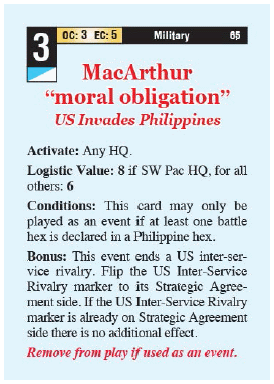 3
OC: 3 EC: 5 Military 65
MacArthur
“moral obligation”
US Invades Philippines
Activate: Any HQ.
Logistic Value: 8 if SW Pac HQ, for all
others: 6
Conditions: This card may only be
played as an event if at least one battle
hex is declared in a Philippine hex.
Bonus: This event ends a US inter-ser-
vice rivalry. Flip the US Inter-Service
Rivalry marker to its Strategic Agree-
ment side. If the US Inter-Service Rivalry
marker is already on Strategic Agreement
side there is no additional effect.
Remove from play if used as an event.